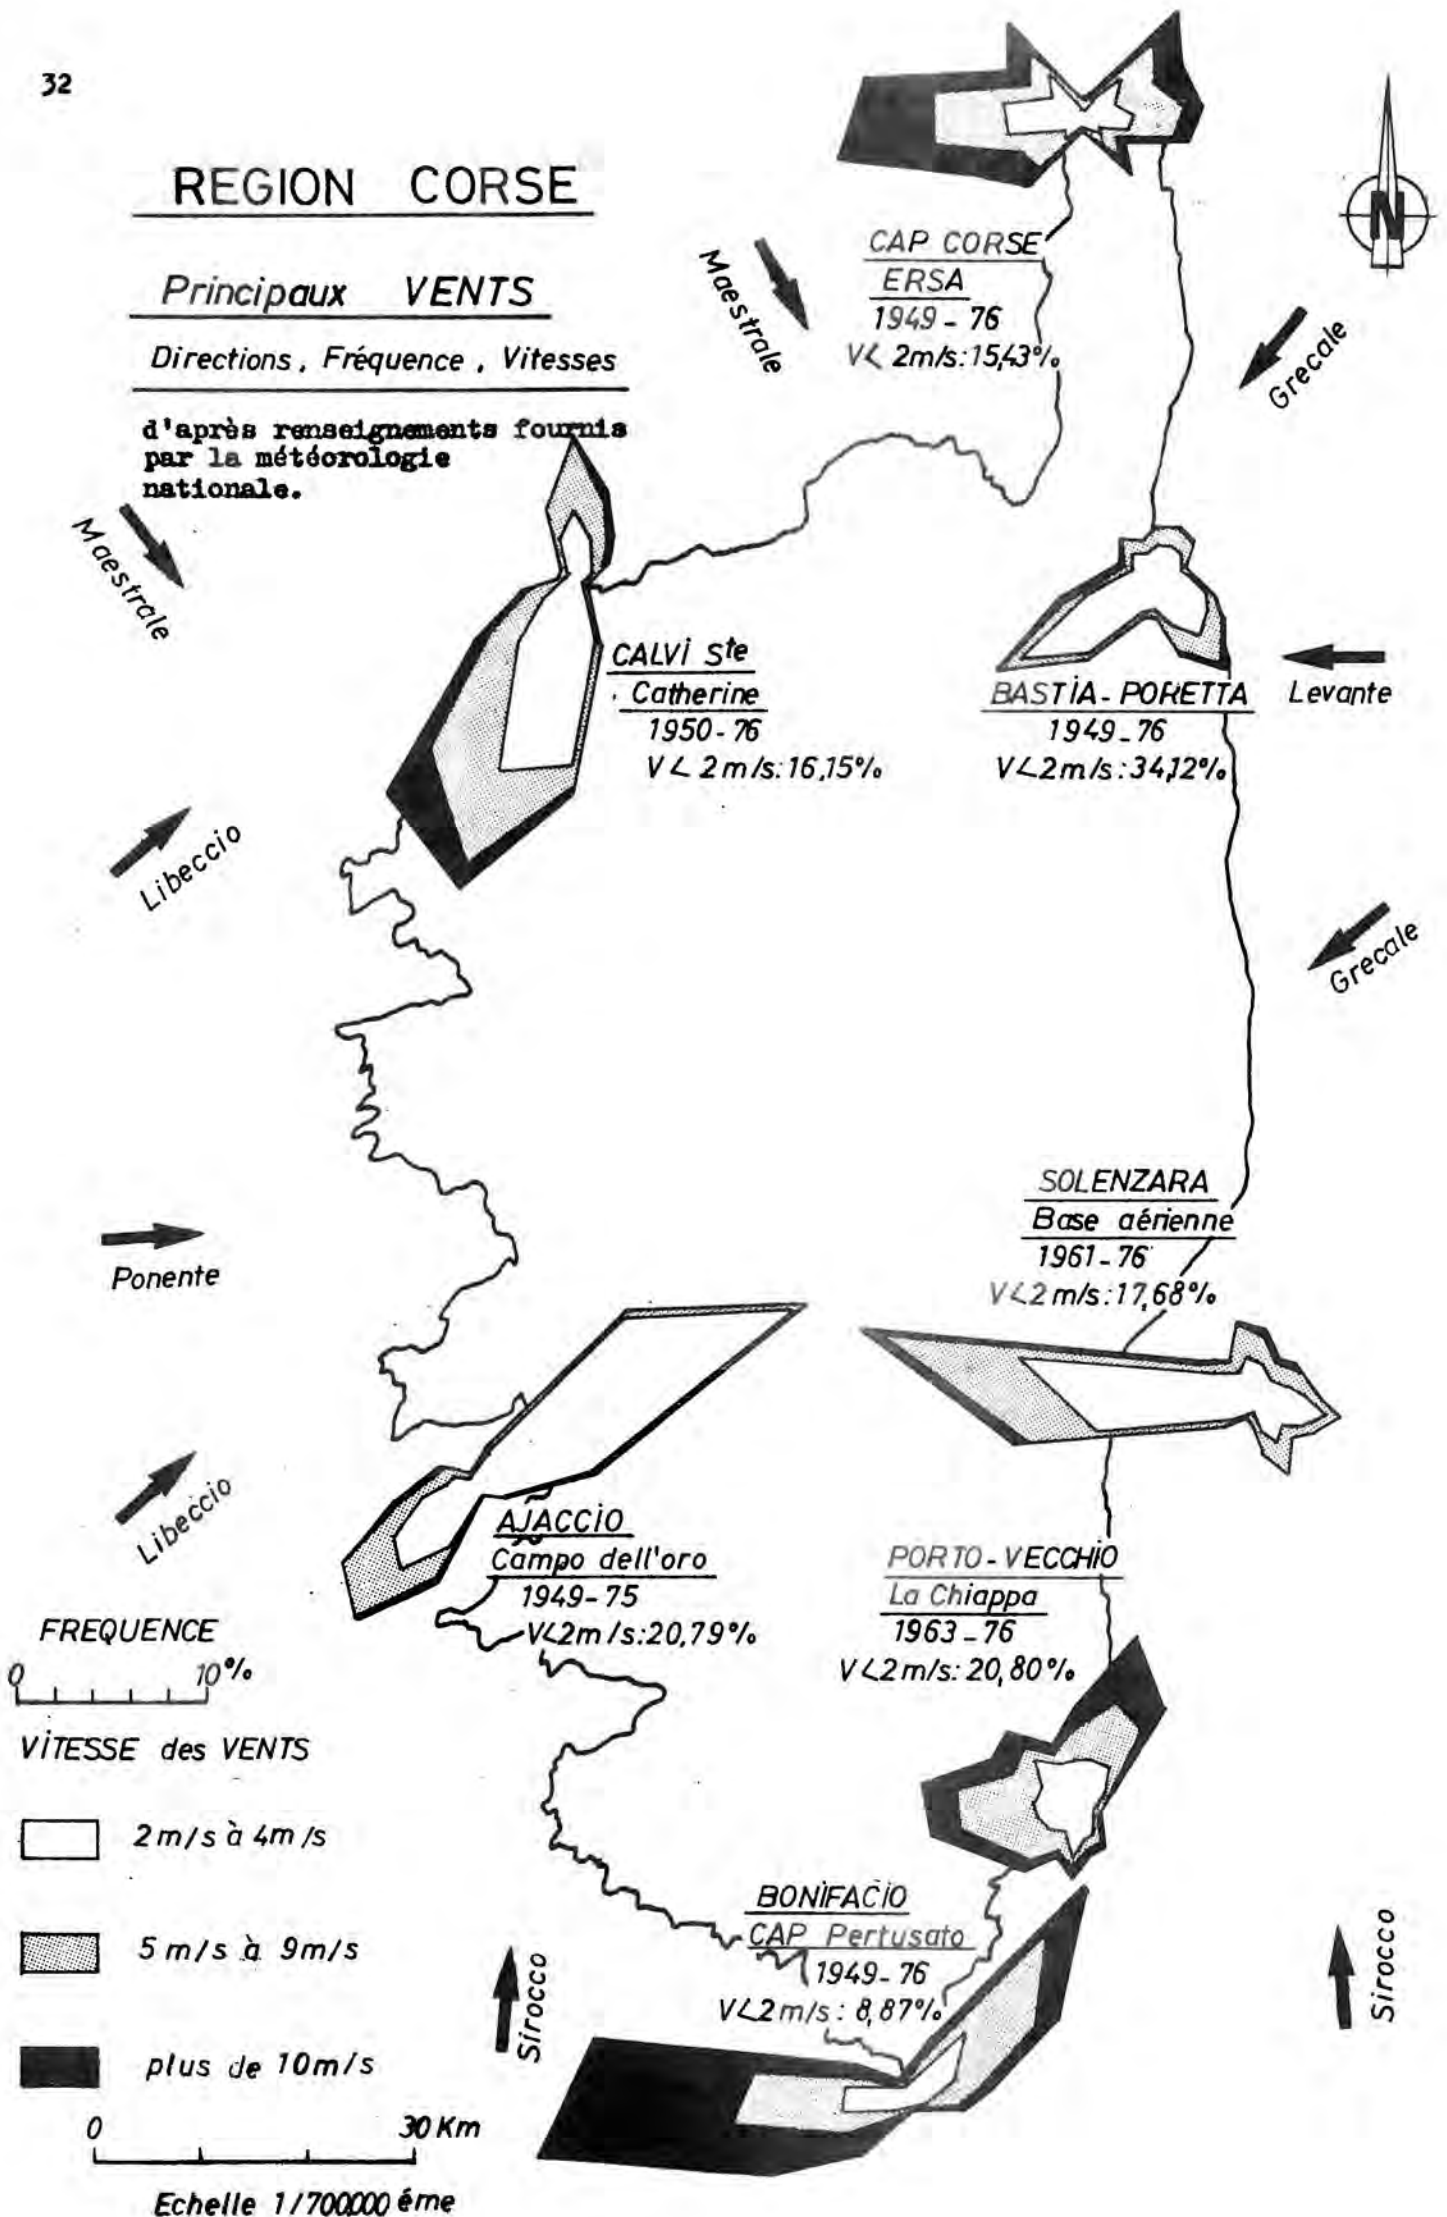 32
REGION CORSE
Principaux VENTS
Directions, Fréquence, Vitesses
d'après renseignements fournis
par la météorologie
nationale.
N
Maestrale
CAP CORSE
ERSA
1949 - 76
V< 2m/s: 15,43%
Grecale
Maestrale
CALVI Ste
Catherine
1950-76
V< 2m/s: 16,15%
BASTIA-PORETTA
1949-76
V<2m/s: 34,12%
Levante
Libeccio
Grecale
SOLENZARA
Base aérienne
1961-76
V<2m/s: 17,68%
Ponente
Libeccio
AJACCIO
Campo dell'oro
1949-75
V<2m/s: 20,79%
PORTO-VECCHIO
La Chiappa
1963-76
V<2m/s: 20,80%
FREQUENCE
0 10%
VITESSE des VENTS
2m/s à 4m/s
5m/s à 9m/s
plus de 10m/s
BONIFACIO
CAP Pertusato
1949-76
V<2m/s: 8,87%
Sirocco
Sirocco
0 30 Km
Echelle 1/700000 éme